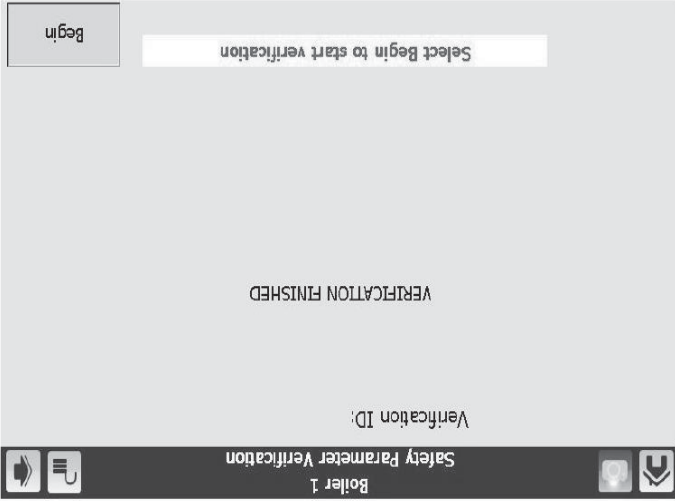 Boiler 1
Safety Parameter Verification
Verification ID:
VERIFICATION FINISHED
Select Begin to start verification
Begin